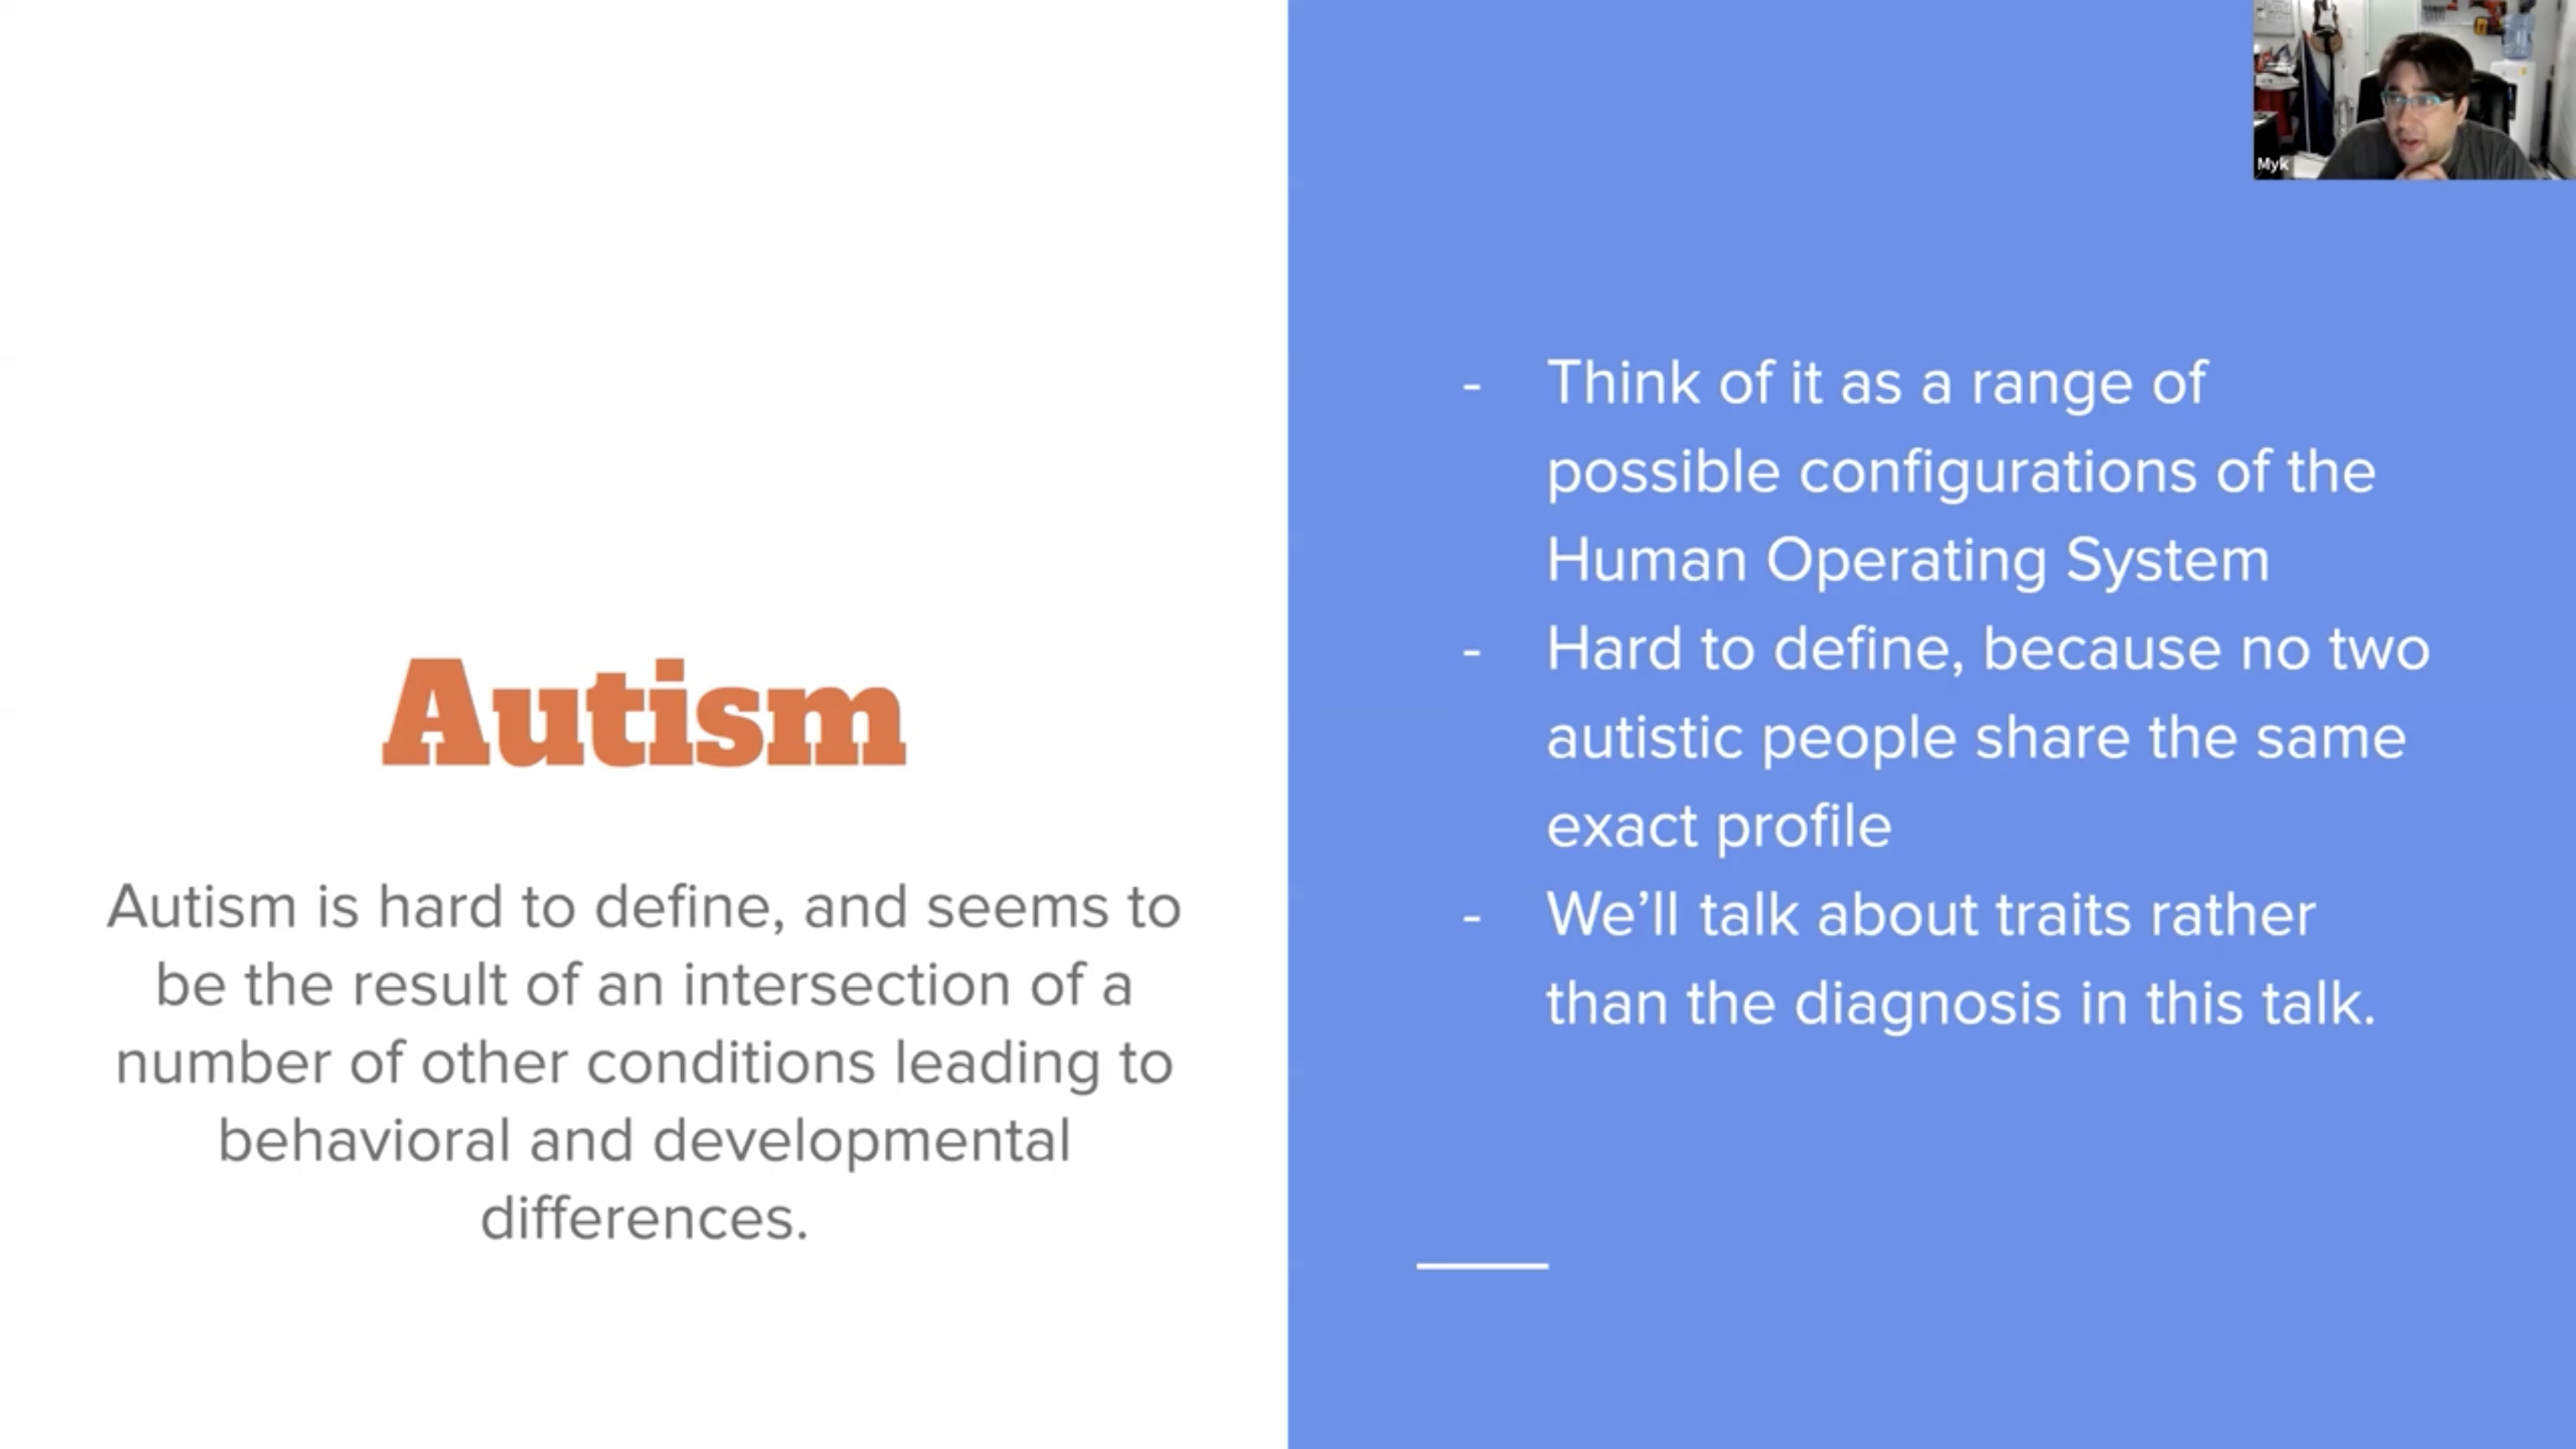 Autism
Autism is hard to define, and seems to
be the result of an intersection of a
number of other conditions leading to
behavioral and developmental
differences.
- Think of it as a range of
possible configurations of the
Human Operating System
- Hard to define, because no two
autistic people share the same
exact profile
- We’ll talk about traits rather
than the diagnosis in this talk.
Myk